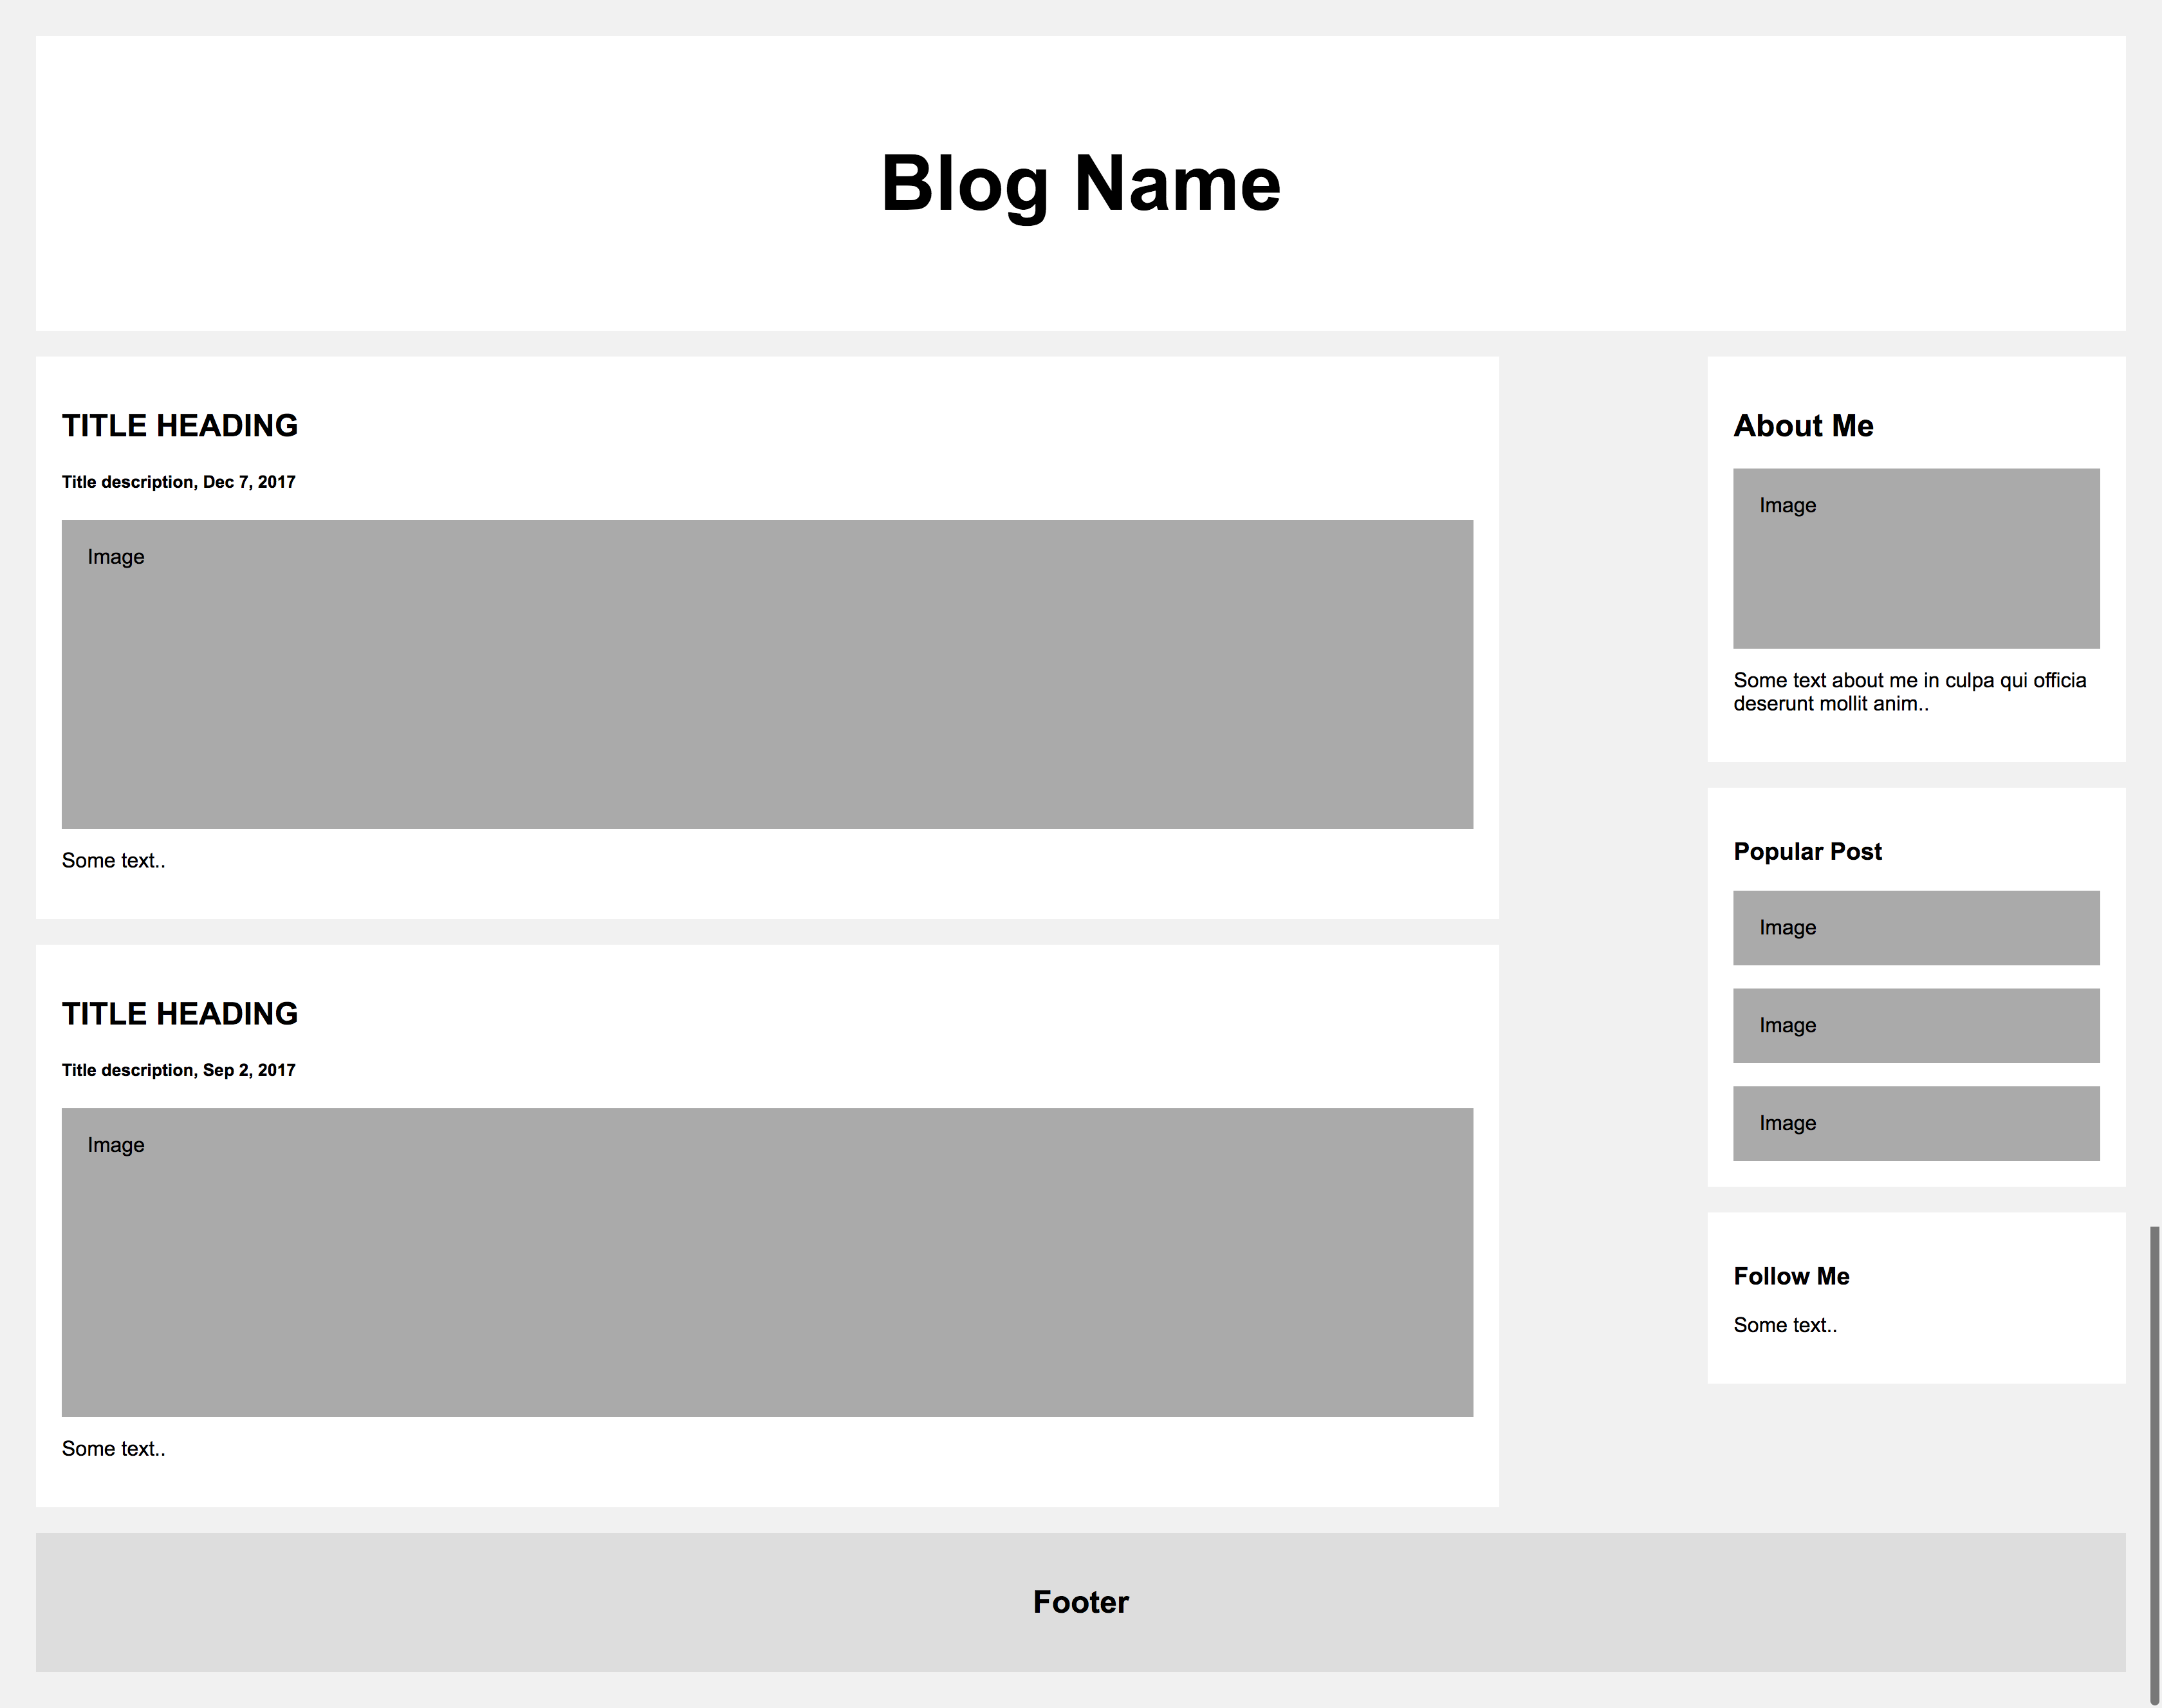 Blog Name
TITLE HEADING
Title description, Dec 7, 2017
Image
Some text..
TITLE HEADING
Title description, Sep 2, 2017
Image
Some text..
About Me
Image
Some text about me in culpa qui officia
deserunt mollit anim..
Popular Post
Image
Image
Image
Follow Me
Some text..
Footer